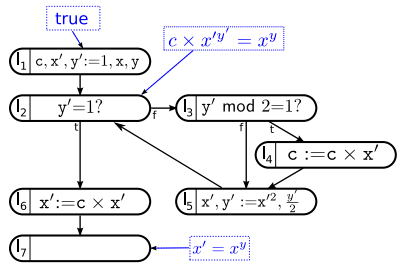 true
l₁ c, x′, y′:=1, x, y
c × x′^y′ = x^y
l₂ y′=1?
f
l₃ y′ mod 2=1?
t
f
t
l₄ c :=c × x′
l₆ x′:=c × x′
l₅ x′, y′ :=x′², y′/2
l₇
x′ = x^y